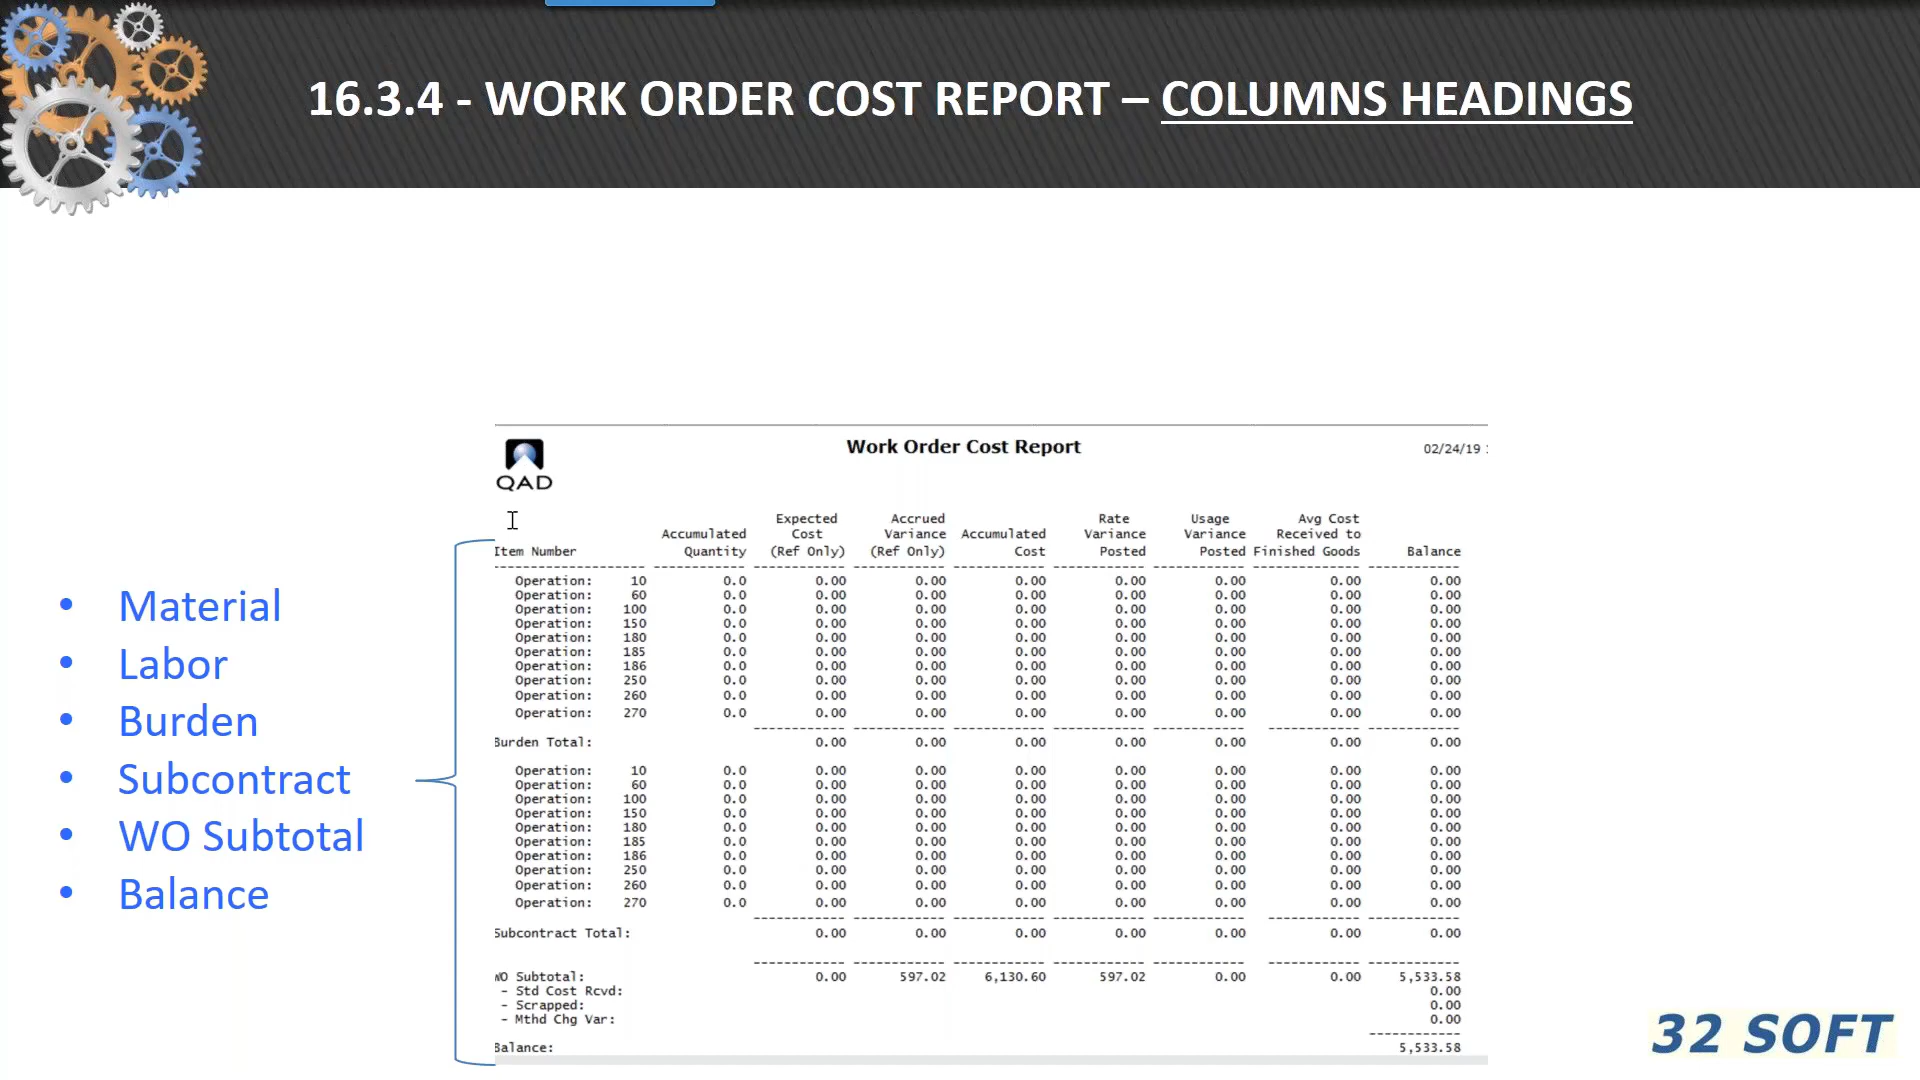 16.3.4 - WORK ORDER COST REPORT – COLUMNS HEADINGS
• Material
• Labor
• Burden
• Subcontract
• WO Subtotal
• Balance
QAD
Work Order Cost Report
02/24/19
Expected Accrued Rate Usage Avg Cost
Accumulated Cost Variance Accumulated Variance Variance Received to
Item Number Quantity (Ref Only) (Ref Only) Cost Posted Posted Finished Goods Balance
Operation: 10 0.0 0.00 0.00 0.00 0.00 0.00 0.00 0.00
Operation: 60 0.0 0.00 0.00 0.00 0.00 0.00 0.00 0.00
Operation: 100 0.0 0.00 0.00 0.00 0.00 0.00 0.00 0.00
Operation: 150 0.0 0.00 0.00 0.00 0.00 0.00 0.00 0.00
Operation: 180 0.0 0.00 0.00 0.00 0.00 0.00 0.00 0.00
Operation: 185 0.0 0.00 0.00 0.00 0.00 0.00 0.00 0.00
Operation: 186 0.0 0.00 0.00 0.00 0.00 0.00 0.00 0.00
Operation: 250 0.0 0.00 0.00 0.00 0.00 0.00 0.00 0.00
Operation: 260 0.0 0.00 0.00 0.00 0.00 0.00 0.00 0.00
Operation: 270 0.0 0.00 0.00 0.00 0.00 0.00 0.00 0.00
Burden Total: 0.00 0.00 0.00 0.00 0.00 0.00 0.00
Operation: 10 0.0 0.00 0.00 0.00 0.00 0.00 0.00 0.00
Operation: 60 0.0 0.00 0.00 0.00 0.00 0.00 0.00 0.00
Operation: 100 0.0 0.00 0.00 0.00 0.00 0.00 0.00 0.00
Operation: 150 0.0 0.00 0.00 0.00 0.00 0.00 0.00 0.00
Operation: 180 0.0 0.00 0.00 0.00 0.00 0.00 0.00 0.00
Operation: 185 0.0 0.00 0.00 0.00 0.00 0.00 0.00 0.00
Operation: 186 0.0 0.00 0.00 0.00 0.00 0.00 0.00 0.00
Operation: 250 0.0 0.00 0.00 0.00 0.00 0.00 0.00 0.00
Operation: 260 0.0 0.00 0.00 0.00 0.00 0.00 0.00 0.00
Operation: 270 0.0 0.00 0.00 0.00 0.00 0.00 0.00 0.00
Subcontract Total: 0.00 0.00 0.00 0.00 0.00 0.00 0.00
WO Subtotal: 0.00 597.02 6,130.60 597.02 0.00 0.00 5,533.58
- Std Cost Rcvd: 0.00
- Scrapped: 0.00
- Mthd Chg Var: 0.00
Balance: 5,533.58
32 SOFT